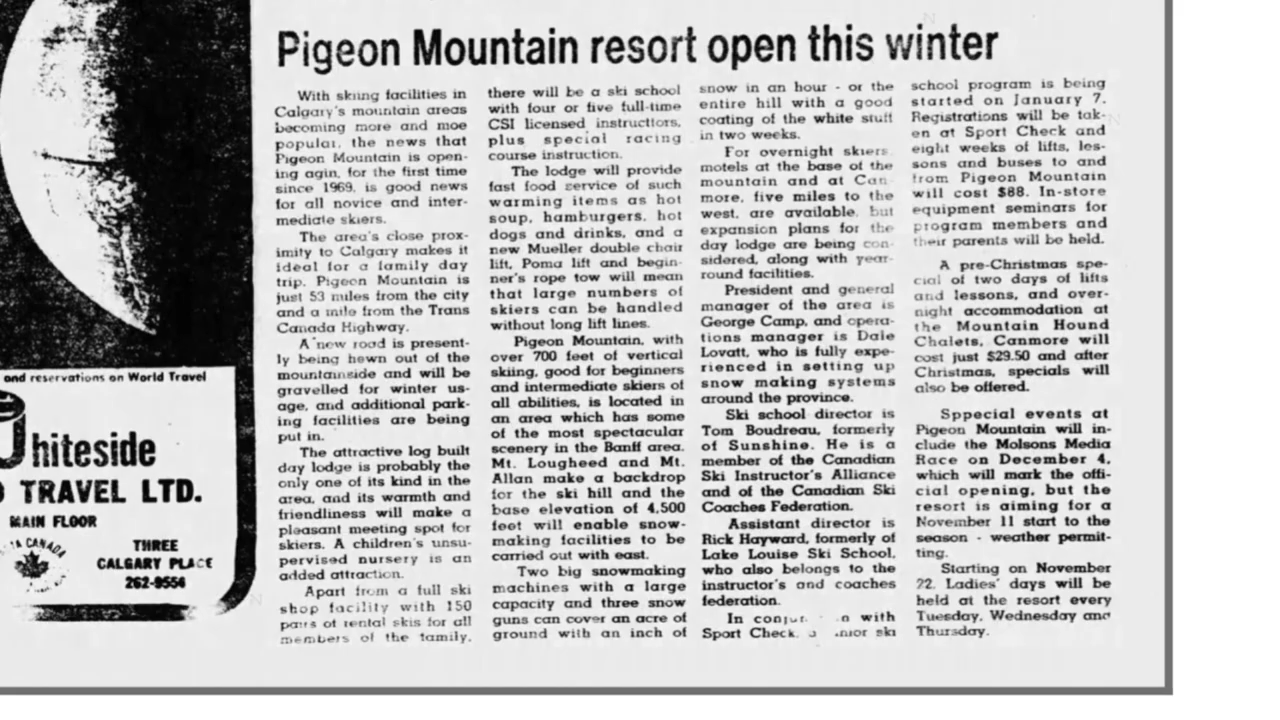 Pigeon Mountain resort open this winter
With skiing facilities in
Calgary's mountain areas
becoming more and moe
popular, the news that
Pigeon Mountain is open-
ing agin, for the first time
since 1969, is good news
for all novice and inter-
mediate skiers.
The area's close prox-
imity to Calgary makes it
ideal for a family day
trip. Pigeon Mountain is
just 53 miles from the city
and a mile from the Trans
Canada Highway.
A new road is present-
ly being hewn out of the
mountainside and will be
gravelled for winter us-
age, and additional park-
ing facilities are being
put in.
The attractive log built
day lodge is probably the
only one of its kind in the
area, and its warmth and
friendliness will make a
pleasant meeting spot for
skiers. A children's unsu-
pervised nursery is an
added attraction.
Apart from a full ski
shop facility with 150
pairs of rental skis for all
members of the family,
there will be a ski school
with four or five full-time
CSI licensed instructiors,
plus special racing
course instruction.
The lodge will provide
fast food service of such
warming items as hot
soup, hamburgers, hot
dogs and drinks, and a
new Mueller double chair
lift, Poma lift and begin-
ner's rope tow will mean
that large numbers of
skiers can be handled
without long lift lines.
Pigeon Mountain, with
over 700 feet of vertical
skiing, good for beginners
and intermediate skiers of
all abilities, is located in
an area which has some
of the most spectacular
scenery in the Banff area.
Mt. Lougheed and Mt.
Allan make a backdrop
for the ski hill and the
base elevation of 4,500
feet will enable snow-
making facilities to be
carried out with east.
Two big snowmaking
machines with a large
capacity and three snow
guns can cover an acre of
ground with an inch of
snow in an hour - or the
entire hill with a good
coating of the white stuff
in two weeks.
For overnight skiers
motels at the base of the
mountain and at Can-
more, five miles to the
west, are available, but
expansion plans for the
day lodge are being con-
sidered, along with year-
round facilities.
President and general
manager of the area is
George Camp, and opera-
tions manager is Dale
Lovatt, who is fully expe-
rienced in setting up
snow making systems
around the province.
Ski school director is
Tom Boudreau, formerly
of Sunshine. He is a
member of the Canadian
Ski Instructor's Alliance
and of the Canadian Ski
Coaches Federation.
Assistant director is
Rick Hayward, formerly of
Lake Louise Ski School,
who also belongs to the
instructor's and coaches
federation.
In with
Sport Check, ski
school program is being
started on January 7.
Registrations will be tak-
en at Sport Check and
eight weeks of lifts, les-
sons and buses to and
from Pigeon Mountain
will cost $88. In-store
equipment seminars for
program members and
their parents will be held.
A pre-Christmas spe-
cial of two days of lifts
and lessons, and over-
night accommodation at
the Mountain Hound
Chalets, Canmore will
cost just $29.50 and after
Christmas, specials will
also be offered.
Sppecial events at
Pigeon Mountain will in-
clude the Molsons Media
Race on December 4,
which will mark the offi-
cial opening, but the
resort is aiming for a
November 11 start to the
season - weather permit-
ting.
Starting on November
22, Ladies' days will be
held at the resort every
Tuesday, Wednesday and
Thursday.
and reservations on World Travel
Whiteside
TRAVEL LTD.
MAIN FLOOR
CANADA
THREE
CALGARY PLACE
262-9554